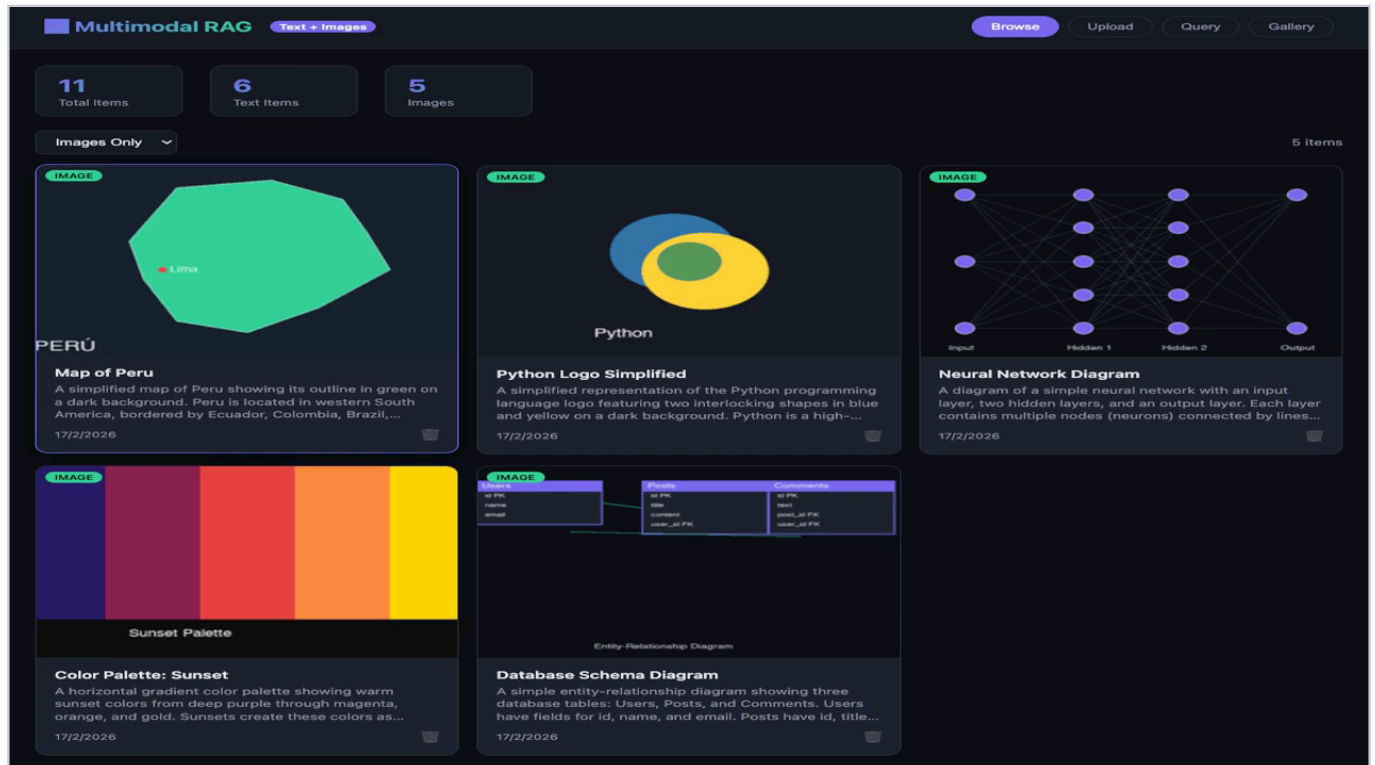 Multimodal RAG Text + Images Browse Upload Query Gallery
11
Total Items
6
Text Items
5
Images
Images Only
5 items
IMAGE
Lima
PERÚ
Map of Peru
A simplified map of Peru showing its outline in green on
a dark background. Peru is located in western South
America, bordered by Ecuador, Colombia, Brazil,...
17/2/2026
IMAGE
Python
Python Logo Simplified
A simplified representation of the Python programming
language logo featuring two interlocking shapes in blue
and yellow on a dark background. Python is a high-...
17/2/2026
IMAGE
Input Hidden 1 Hidden 2 Output
Neural Network Diagram
A diagram of a simple neural network with an input
layer, two hidden layers, and an output layer. Each layer
contains multiple nodes (neurons) connected by lines...
17/2/2026
IMAGE
Sunset Palette
Color Palette: Sunset
A horizontal gradient color palette showing warm
sunset colors from deep purple through magenta,
orange, and gold. Sunsets create these colors as...
17/2/2026
IMAGE
Users
id PK
name
email
Posts
id PK
title
content
user_id FK
Comments
id PK
text
post_id FK
user_id FK
Entity-Relationship Diagram
Database Schema Diagram
A simple entity-relationship diagram showing three
database tables: Users, Posts, and Comments. Users
have fields for id, name, and email. Posts have id, title...
17/2/2026